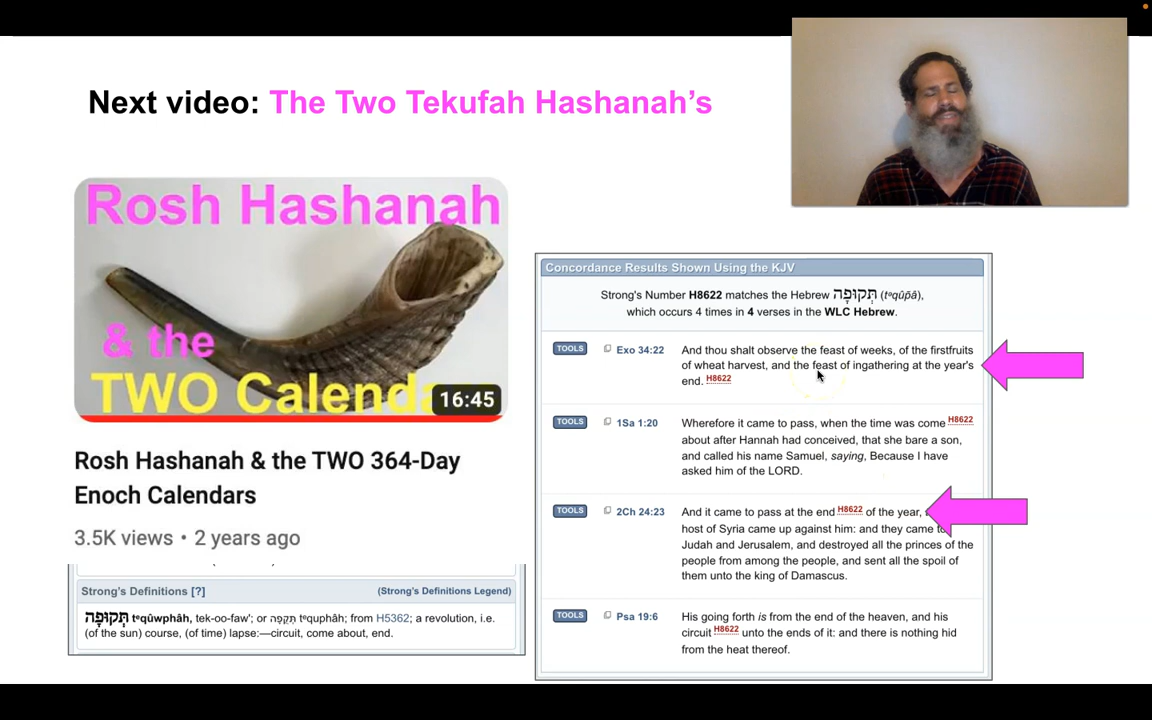 Next video: The Two Tekufah Hashanah's
Rosh Hashanah
& the
TWO Calend
16:45
Rosh Hashanah & the TWO 364-Day
Enoch Calendars
3.5K views • 2 years ago
Strong's Definitions [?] (Strong's Definitions Legend)
תְּקוּפָה tᵉqûwphâh, tek-oo-faw'; or תְּקֻפָה tᵉquphâh; from H5362; a revolution, i.e.
(of the sun) course, (of time) lapse:—circuit, come about, end.
Concordance Results Shown Using the KJV
Strong's Number H8622 matches the Hebrew תְּקוּפָה (tᵉqûp̄â),
which occurs 4 times in 4 verses in the WLC Hebrew.
TOOLS Exo 34:22 And thou shalt observe the feast of weeks, of the firstfruits
of wheat harvest, and the feast of ingathering at the year's
end. H8622
TOOLS 1Sa 1:20 Wherefore it came to pass, when the time was come H8622
about after Hannah had conceived, that she bare a son,
and called his name Samuel, saying, Because I have
asked him of the LORD.
TOOLS 2Ch 24:23 And it came to pass at the end H8622 of the year,
host of Syria came up against him: and they came
Judah and Jerusalem, and destroyed all the princes of the
people from among the people, and sent all the spoil of
them unto the king of Damascus.
TOOLS Psa 19:6 His going forth is from the end of the heaven, and his
circuit H8622 unto the ends of it: and there is nothing hid
from the heat thereof.